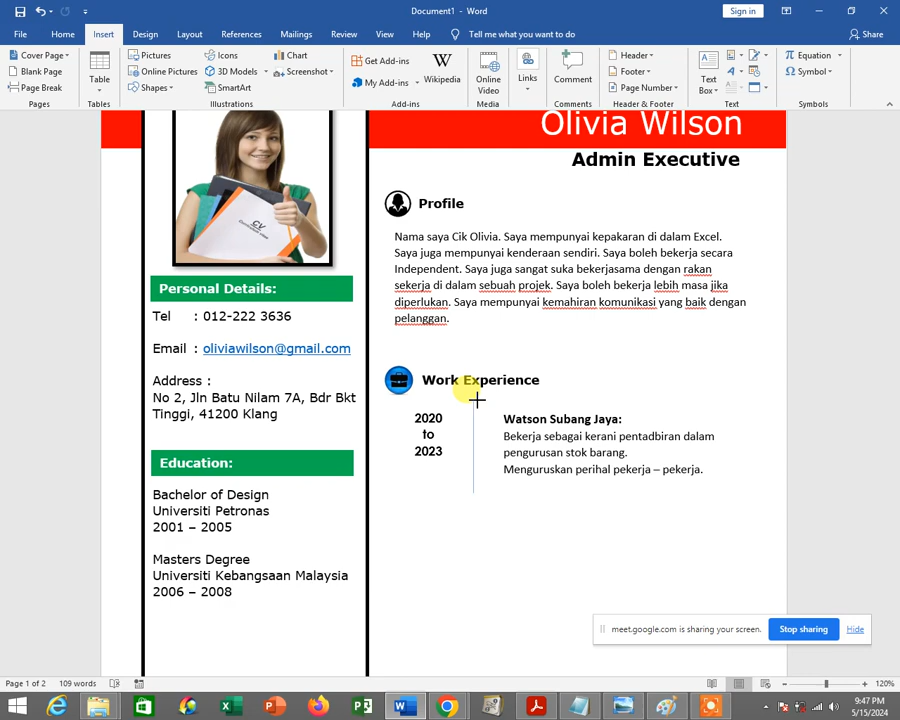 Document1 - Word
Sign in
File Home Insert Design Layout References Mailings Review View Help Tell me what you want to do Share
Cover Page
Blank Page
Page Break
Pages
Table
Tables
Pictures
Online Pictures
Shapes
Icons
3D Models
SmartArt
Chart
Screenshot
Illustrations
Get Add-ins
My Add-ins
Wikipedia
Add-ins
Online
Video
Media
Links
Comment
Comments
Header
Footer
Page Number
Header & Footer
Text
Box
Text
Equation
Symbol
Symbols
CV
Olivia Wilson
Admin Executive
Personal Details:
Tel : 012-222 3636
Email : oliviawilson@gmail.com
Address :
No 2, Jln Batu Nilam 7A, Bdr Bkt
Tinggi, 41200 Klang
Education:
Bachelor of Design
Universiti Petronas
2001 – 2005
Masters Degree
Universiti Kebangsaan Malaysia
2006 – 2008
Profile
Nama saya Cik Olivia. Saya mempunyai kepakaran di dalam Excel.
Saya juga mempunyai kenderaan sendiri. Saya boleh bekerja secara
Independent. Saya juga sangat suka bekerjasama dengan rakan
sekerja di dalam sebuah projek. Saya boleh bekerja lebih masa jika
diperlukan. Saya mempunyai kemahiran komunikasi yang baik dengan
pelanggan.
Work Experience
2020
to
2023
Watson Subang Jaya:
Bekerja sebagai kerani pentadbiran dalam
pengurusan stok barang.
Menguruskan perihal pekerja – pekerja.
meet.google.com is sharing your screen.
Stop sharing
Hide
Page 1 of 2
109 words
120%
9:47 PM
5/15/2024